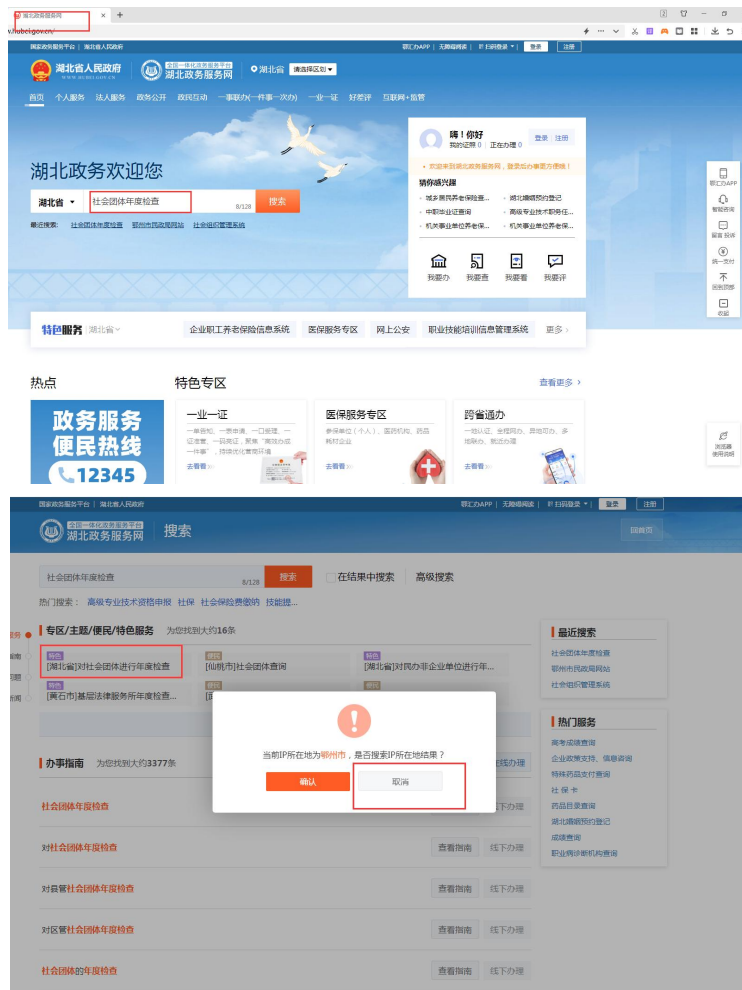 湖北政务服务网
国家政务服务平台 | 湖北省人民政府
鄂汇办APP | 无障碍阅读 | 扫码登录 登录 注册
湖北省人民政府
全国一体化政务服务平台
湖北政务服务网
湖北省 请选择区划
首页 个人服务 法人服务 政务公开 政民互动 一事联办(一件事一次办) 一业一证 好差评 互联网+监管
湖北政务欢迎您
湖北省 社会团体年度检查 8/128 搜索
最近搜索: 社会团体年度检查 鄂州市民政局网站 社会组织管理系统
嗨！你好
我的证照 0 正在办理 0
登录 注册
欢迎来到湖北政务服务网，登录后办事更方便哦！
猜你感兴趣
城乡居民养老保险查... 湖北婚姻预约登记
中职毕业证查询 高级专业技术职务任...
机关事业单位养老保... 机关事业单位养老保...
我要办 我要查 我要看 我要评
鄂汇办APP
智能咨询
留言 投诉
统一支付
回到顶部
收起
特色服务 湖北省 企业职工养老保险信息系统 医保服务专区 网上公安 职业技能培训信息管理系统 更多
热点 特色专区 查看更多
政务服务
便民热线
12345
一业一证
去看看
医保服务专区
参保单位（个人）、医药机构、药品
耗材企业
去看看
跨省通办
一地认证、全程网办、异地可办、多
地联办、就近办理
去看看
浏览器
使用说明
国家政务服务平台 | 湖北省人民政府
鄂汇办APP | 无障碍阅读 | 扫码登录 登录 注册
全国一体化政务服务平台
湖北政务服务网 搜索 回首页
社会团体年度检查 8/128 搜索 在结果中搜索 高级搜索
热门搜索: 高级专业技术资格申报 社保 社会保险费缴纳 技能提...
专区/主题/便民/特色服务 为您找到大约16条
特色
[湖北省]对社会团体进行年度检查
便民
[仙桃市]社会团体查询
特色
[湖北省]对民办非企业单位进行年...
特色
[黄石市]基层法律服务所年度检查...
便民
当前IP所在地为鄂州市，是否搜索IP所在地结果？
确认 取消
办事指南 为您找到大约3377条
在线办理
社会团体年度检查 线下办理
对社会团体年度检查 查看指南 线下办理
对县管社会团体年度检查 查看指南 线下办理
对区管社会团体年度检查 查看指南 线下办理
社会团体的年度检查 查看指南 线下办理
最近搜索
社会团体年度检查
鄂州市民政局网站
社会组织管理系统
热门服务
高考成绩查询
企业政策支持、信息咨询
特殊药品支付查询
社 保 卡
药品目录查询
湖北婚姻预约登记
成绩查询
职业病诊断机构查询